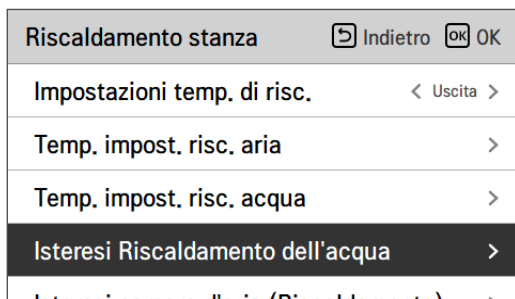 Riscaldamento stanza Indietro OK OK
Impostazioni temp. di risc. < Uscita >
Temp. impost. risc. aria >
Temp. impost. risc. acqua >
Isteresi Riscaldamento dell'acqua >